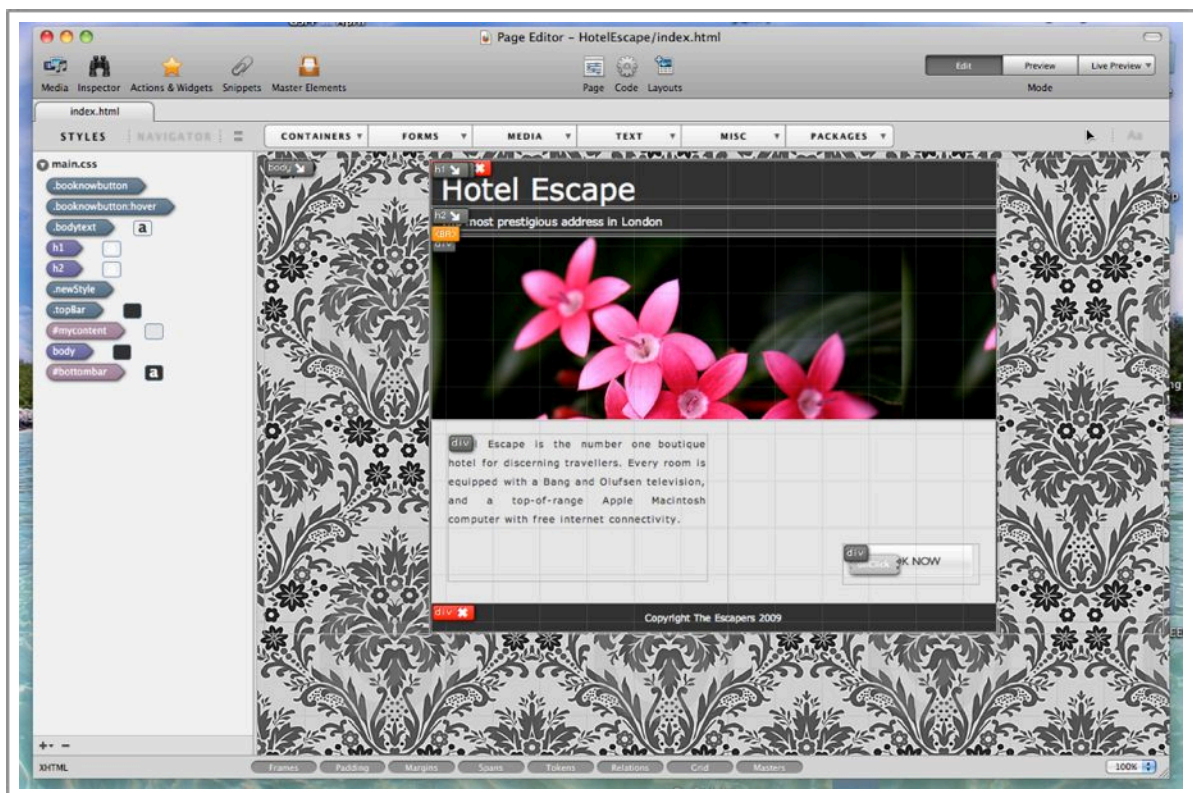 Page Editor – HotelEscape/index.html
Media Inspector Actions & Widgets Snippets Master Elements
Page Code Layouts
Edit Preview Live Preview
Mode
index.html
STYLES NAVIGATOR
CONTAINERS FORMS MEDIA TEXT MISC PACKAGES
Aa
main.css
.booknowbutton
.booknowbutton:hover
.bodytext a
h1
h2
.newStyle
.topBar
#mycontent
body
#bottombar a
body
h1
Hotel Escape
h2
most prestigious address in London
<BR>
div
div
Escape is the number one boutique
hotel for discerning travellers. Every room is
equipped with a Bang and Olufsen television,
and a top-of-range Apple Macintosh
computer with free internet connectivity.
div
K NOW
onClick
div
Copyright The Escapers 2009
XHTML
Frames Padding Margins Spans Tokens Relations Grid Masters
100%